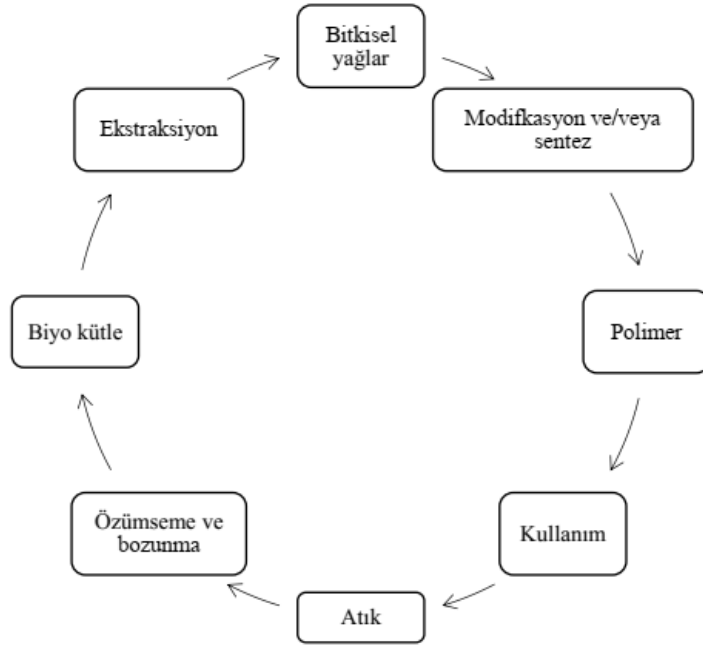 Bitkisel
yağlar
Modifkasyon ve/veya
sentez
Polimer
Kullanım
Atık
Özümseme ve
bozunma
Biyo kütle
Ekstraksiyon